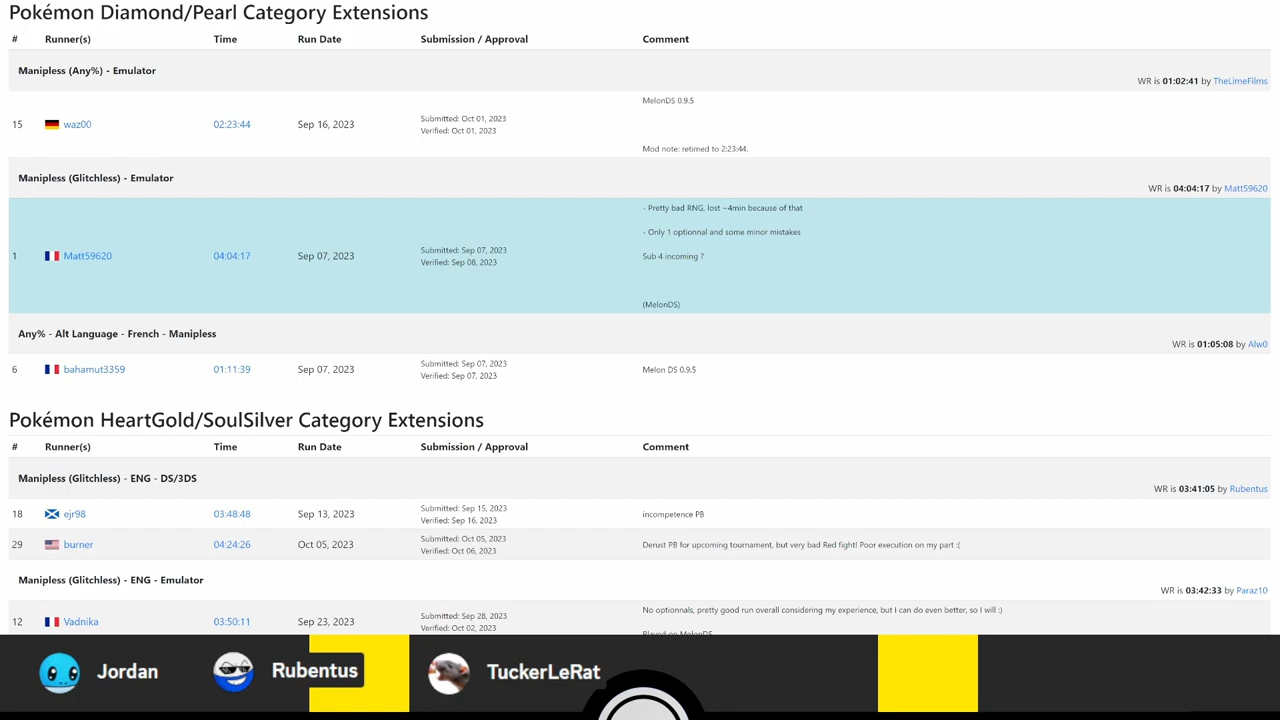 Pokémon Diamond/Pearl Category Extensions
# Runner(s) Time Run Date Submission / Approval Comment
Manipless (Any%) - Emulator
WR is 01:02:41 by TheLimeFilms
MelonDS 0.9.5
15 waz00 02:23:44 Sep 16, 2023 Submitted: Oct 01, 2023
Verified: Oct 01, 2023
Mod note: retimed to 2:23:44.
Manipless (Glitchless) - Emulator
WR is 04:04:17 by Matt59620
- Pretty bad RNG, lost ~4min because of that
- Only 1 optionnal and some minor mistakes
1 Matt59620 04:04:17 Sep 07, 2023 Submitted: Sep 07, 2023 Sub 4 incoming ?
Verified: Sep 08, 2023
(MelonDS)
Any% - Alt Language - French - Manipless
WR is 01:05:08 by Alw0
6 bahamut3359 01:11:39 Sep 07, 2023 Submitted: Sep 07, 2023 Melon DS 0.9.5
Verified: Sep 07, 2023
Pokémon HeartGold/SoulSilver Category Extensions
# Runner(s) Time Run Date Submission / Approval Comment
Manipless (Glitchless) - ENG - DS/3DS
WR is 03:41:05 by Rubentus
18 ejr98 03:48:48 Sep 13, 2023 Submitted: Sep 15, 2023 incompetence PB
Verified: Sep 16, 2023
29 burner 04:24:26 Oct 05, 2023 Submitted: Oct 05, 2023 Derust PB for upcoming tournament, but very bad Red fight! Poor execution on my part :(
Verified: Oct 06, 2023
Manipless (Glitchless) - ENG - Emulator
WR is 03:42:33 by Paraz10
No optionnals, pretty good run overall considering my experience, but I can do even better, so I will :)
12 Vadnika 03:50:11 Sep 23, 2023 Submitted: Sep 28, 2023
Verified: Oct 02, 2023
Played on MelonDS
Jordan Rubentus TuckerLeRat